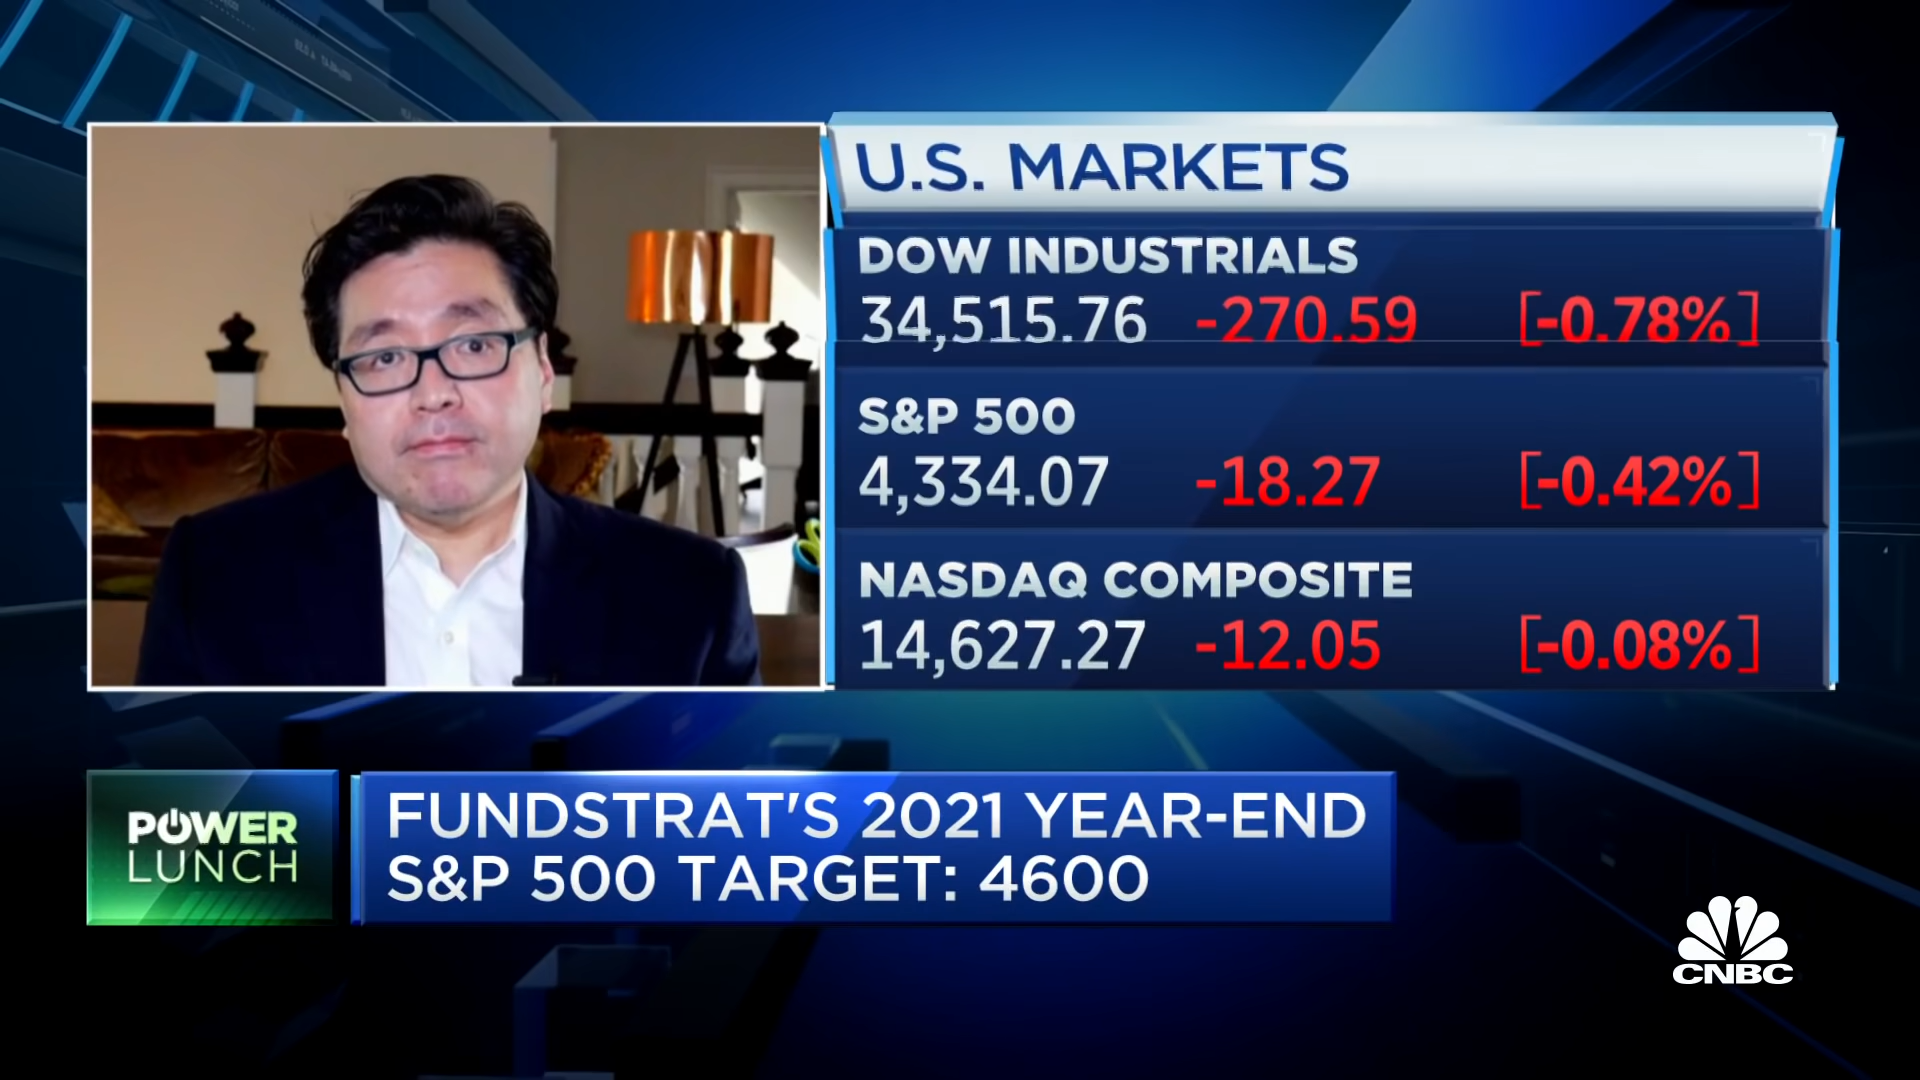 U.S. MARKETS
DOW INDUSTRIALS
34,515.76 -270.59 [-0.78%]
S&P 500
4,334.07 -18.27 [-0.42%]
NASDAQ COMPOSITE
14,627.27 -12.05 [-0.08%]
POWER
LUNCH
FUNDSTRAT'S 2021 YEAR-END
S&P 500 TARGET: 4600
CNBC